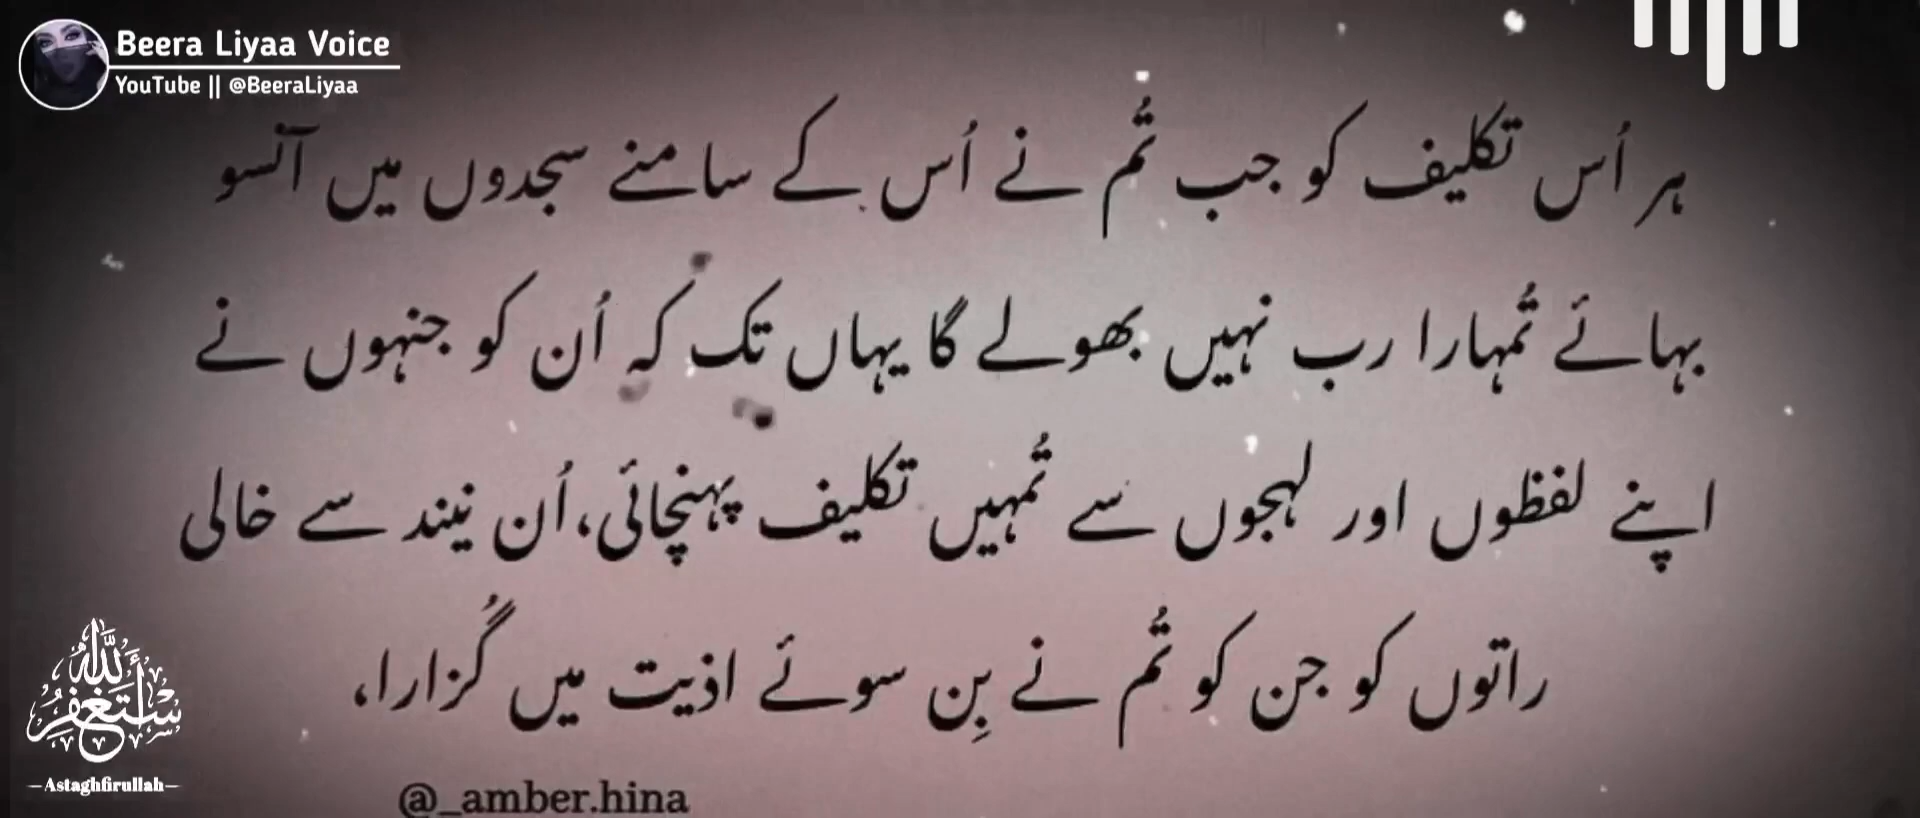 Beera Liyaa Voice
YouTube || @BeeraLiyaa
ہر اُس تکلیف کو جب تُم نے اُس کے سامنے سجدوں میں آنسو
بہائے تُمہارا رب نہیں بھولے گا یہاں تک کہ اُن کو جنہوں نے
اپنے لفظوں اور لہجوں سے تُمہیں تکلیف پہنچائی، اُن نیند سے خالی
راتوں کو جن کو تُم نے بِن سوئے اذیت میں گُزارا،
أَسْتَغْفِرُ اللَّٰه
—Astaghfirullah—
@_amber.hina